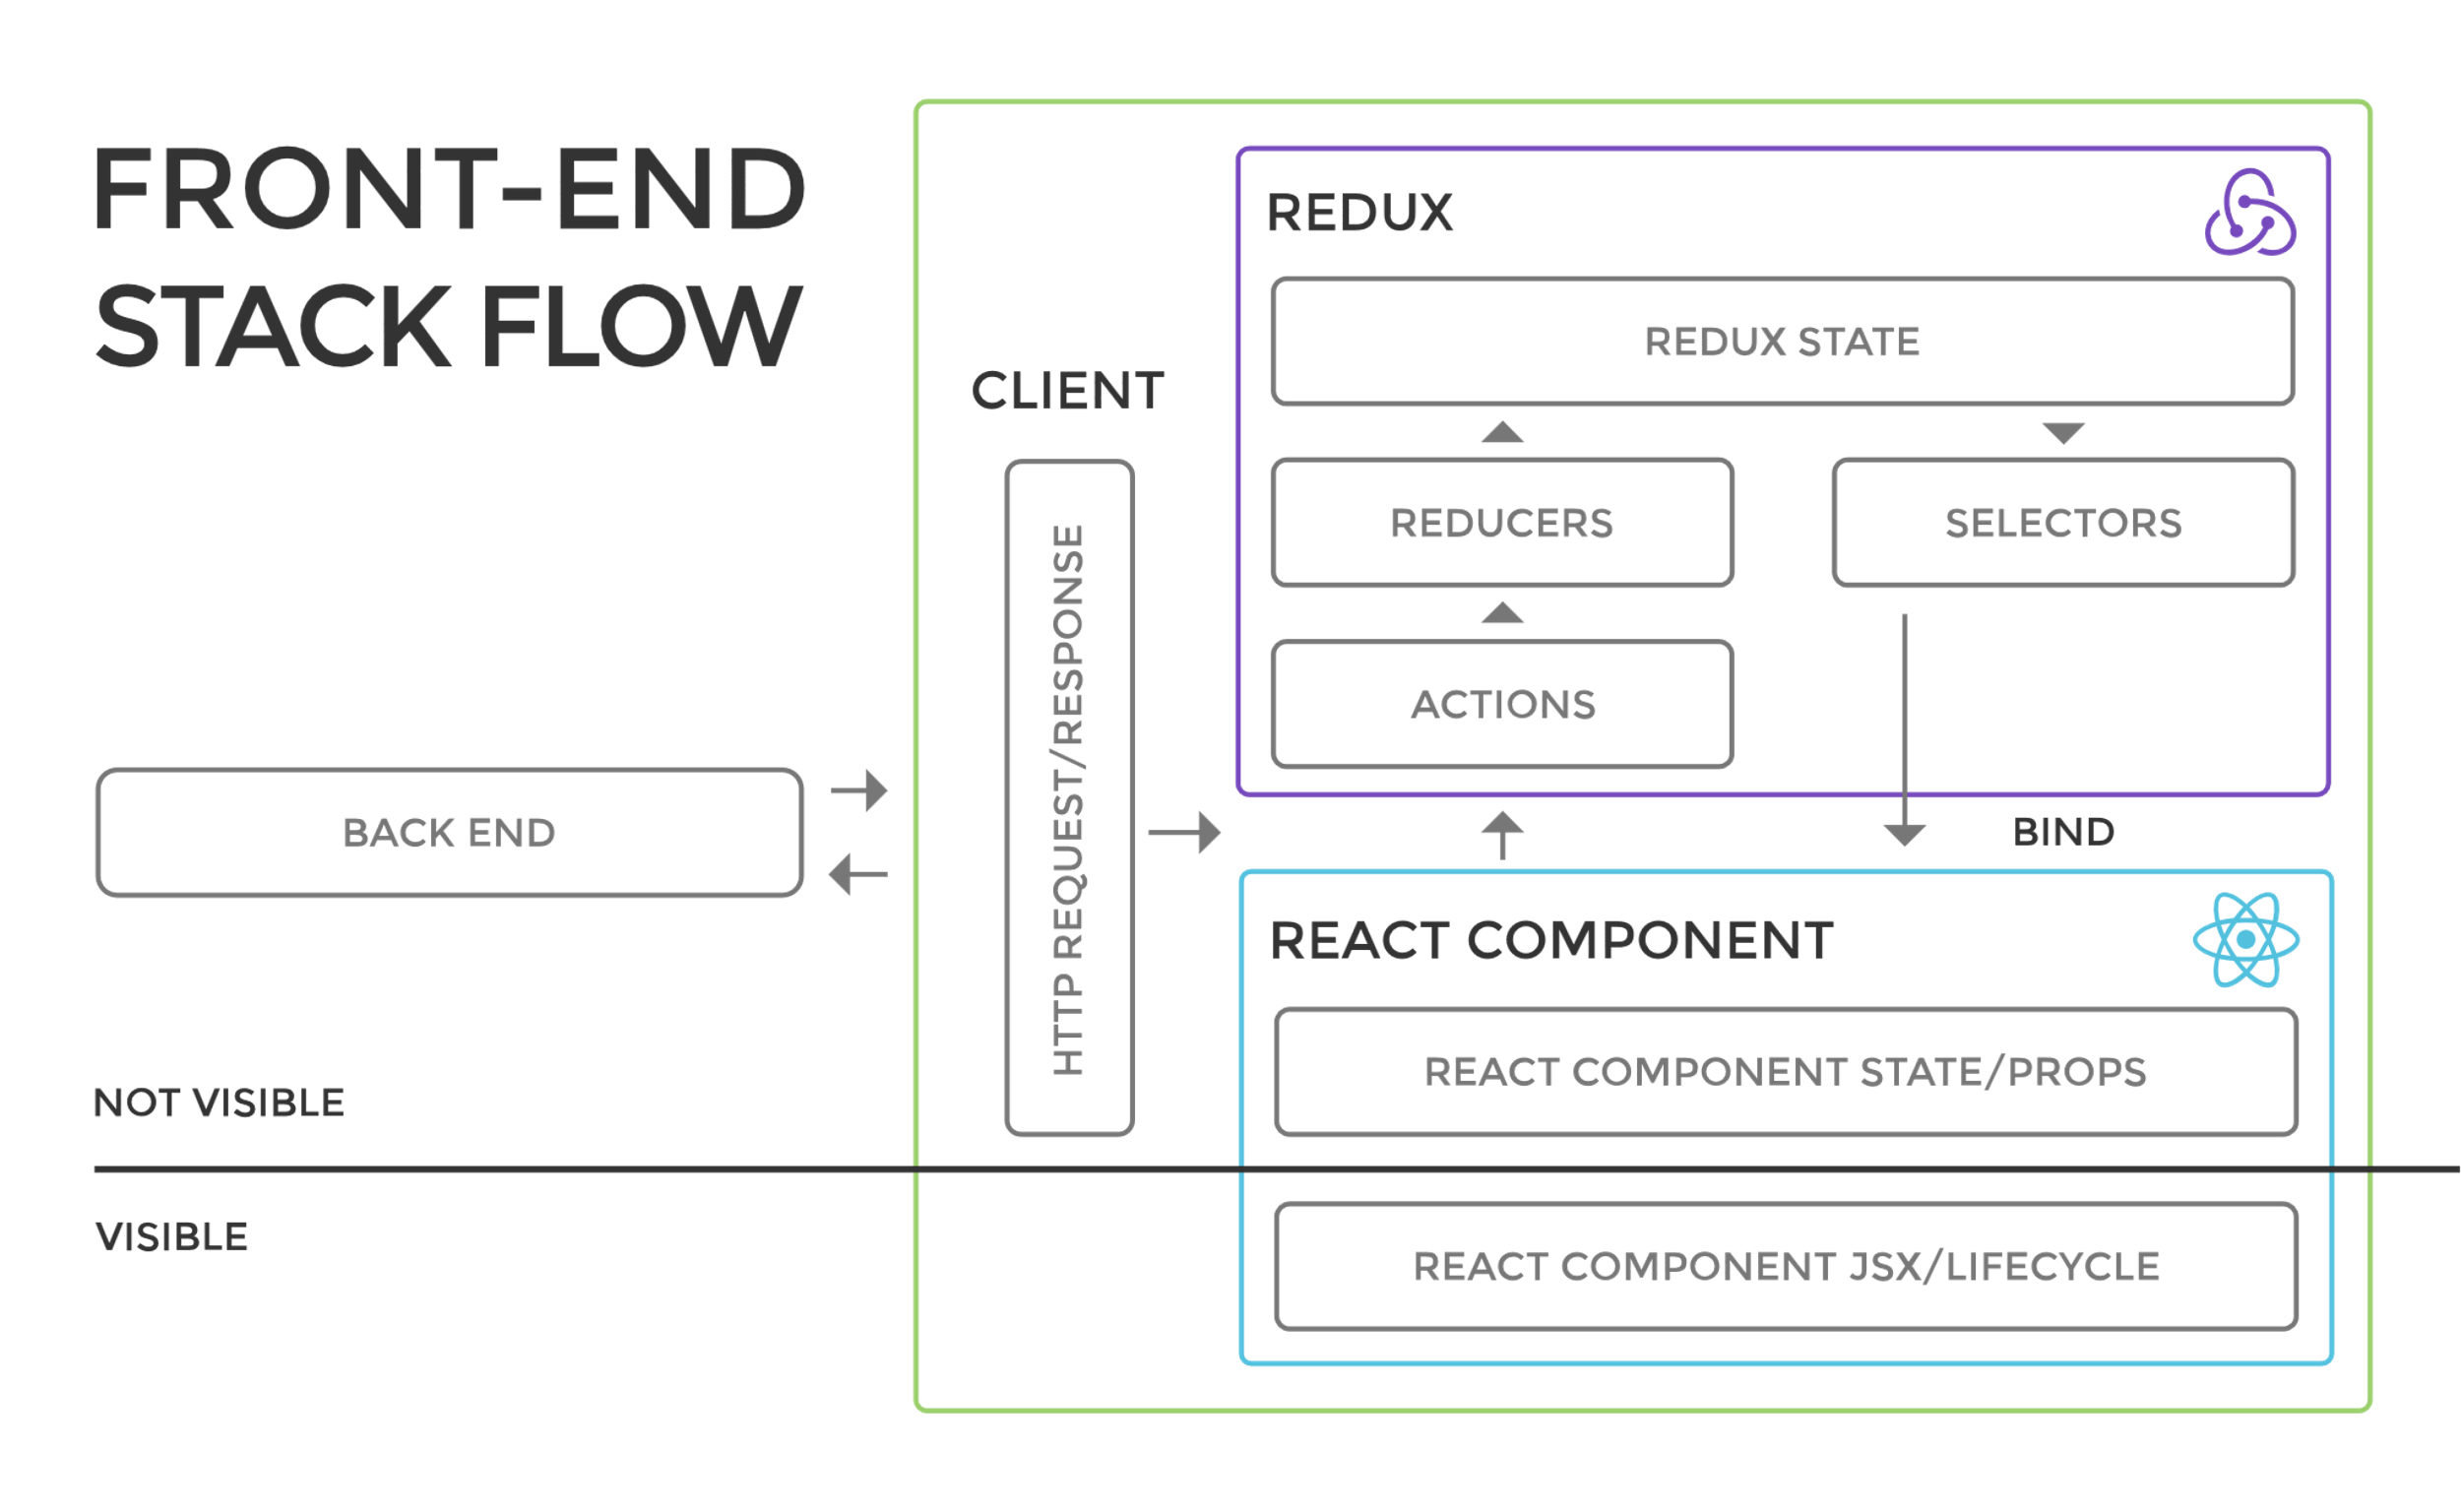 FRONT-END
STACK FLOW
CLIENT
HTTP REQUEST/RESPONSE
BACK END
REDUX
REDUX STATE
REDUCERS
SELECTORS
ACTIONS
BIND
REACT COMPONENT
REACT COMPONENT STATE/PROPS
NOT VISIBLE
VISIBLE
REACT COMPONENT JSX/LIFECYCLE